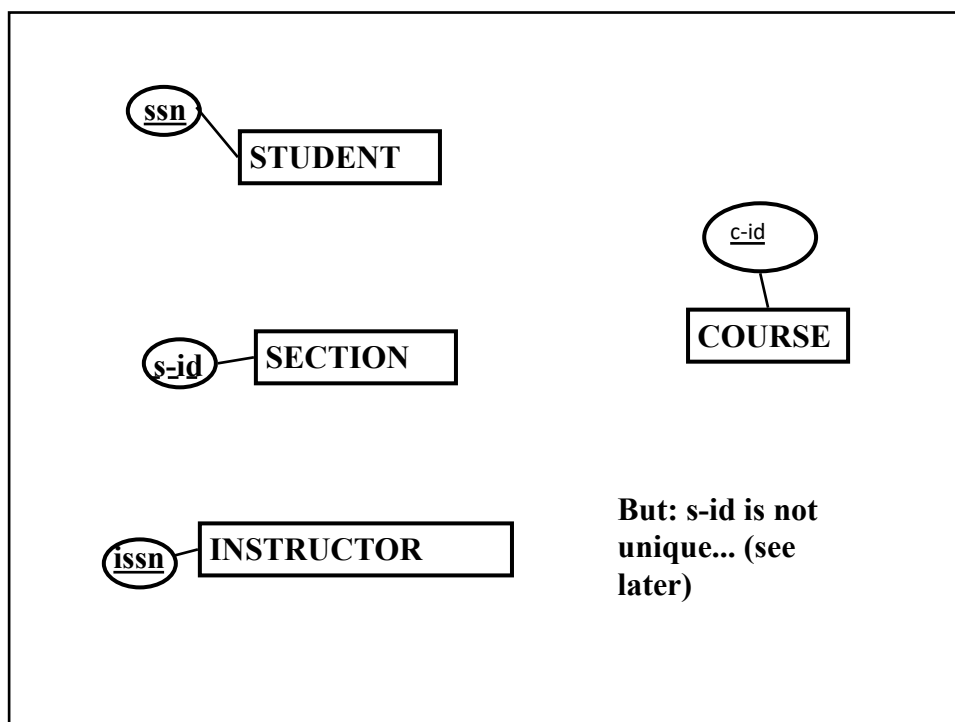 ssn
STUDENT
c-id
COURSE
s-id
SECTION
issn
INSTRUCTOR
But: s-id is not
unique... (see
later)